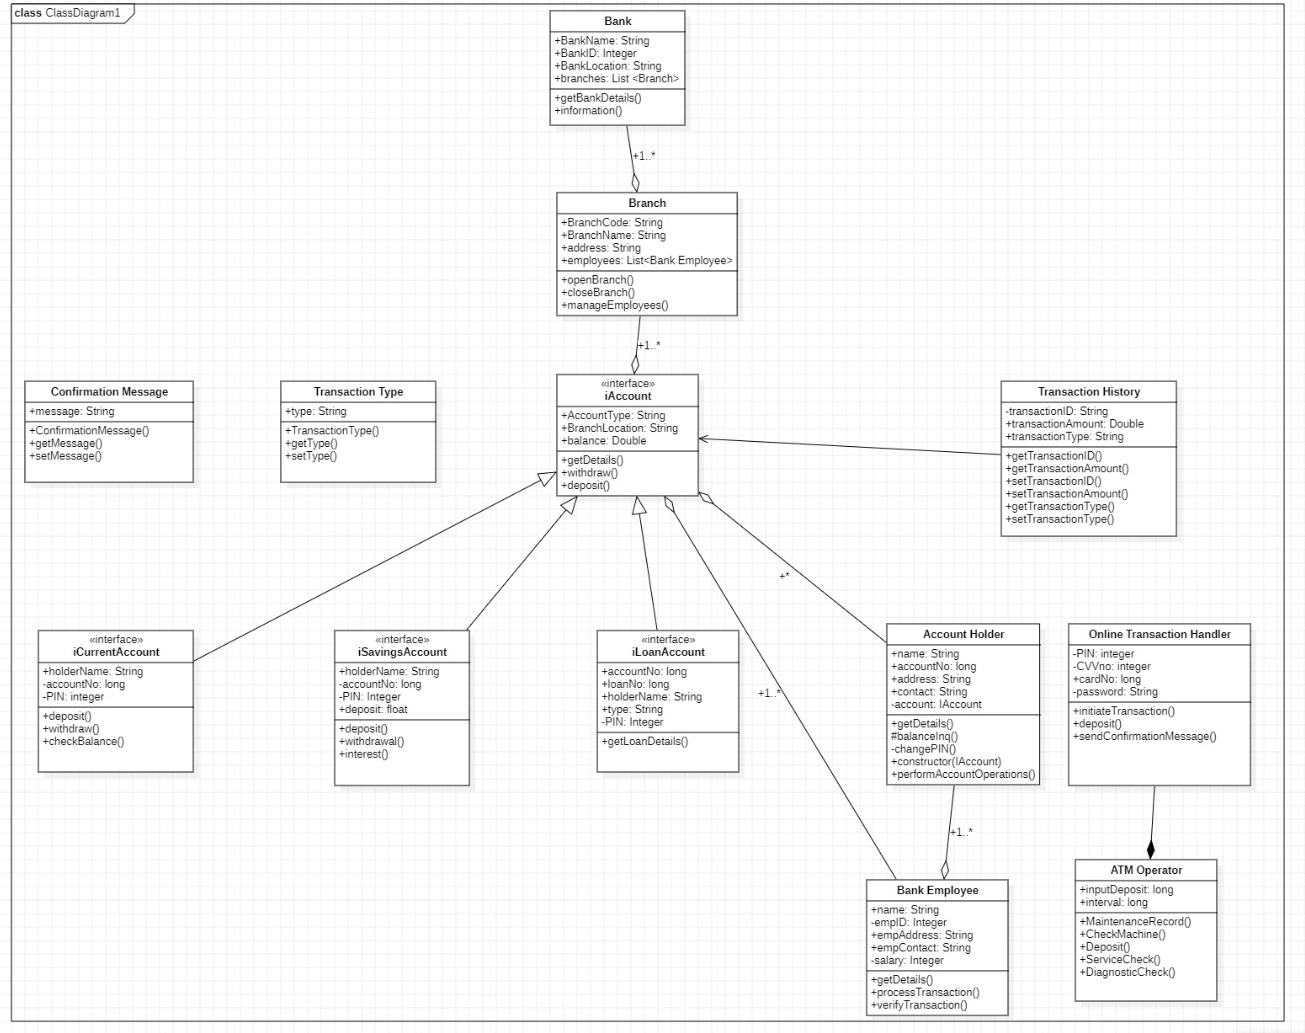 class ClassDiagram1
Bank
+BankName: String
+BankID: Integer
+BankLocation: String
+branches: List <Branch>
+getBankDetails()
+information()
+1..*
Branch
+BranchCode: String
+BranchName: String
+address: String
+employees: List<Bank Employee>
+openBranch()
+closeBranch()
+manageEmployees()
+1..*
Confirmation Message
+message: String
+ConfirmationMessage()
+getMessage()
+setMessage()
Transaction Type
+type: String
+TransactionType()
+getType()
+setType()
«interface»
iAccount
+AccountType: String
+BranchLocation: String
+balance: Double
+getDetails()
+withdraw()
+deposit()
Transaction History
-transactionID: String
+transactionAmount: Double
+transactionType: String
+getTransactionID()
+getTransactionAmount()
+setTransactionID()
+setTransactionAmount()
+getTransactionType()
+setTransactionType()
+*
+1..*
«interface»
iCurrentAccount
+holderName: String
-accountNo: long
-PIN: integer
+deposit()
+withdraw()
+checkBalance()
«interface»
iSavingsAccount
+holderName: String
-accountNo: long
-PIN: Integer
+deposit: float
+deposit()
+withdrawal()
+interest()
«interface»
iLoanAccount
+accountNo: long
+loanNo: long
+holderName: String
+type: String
-PIN: Integer
+getLoanDetails()
Account Holder
+name: String
+accountNo: long
+address: String
+contact: String
-account: IAccount
+getDetails()
#balanceInq()
-changePIN()
+constructor(IAccount)
+performAccountOperations()
Online Transaction Handler
-PIN: integer
-CVVno: integer
+cardNo: long
-password: String
+initiateTransaction()
+deposit()
+sendConfirmationMessage()
+1..*
Bank Employee
+name: String
-empID: Integer
+empAddress: String
+empContact: String
-salary: Integer
+getDetails()
+processTransaction()
+verifyTransaction()
ATM Operator
+inputDeposit: long
+interval: long
+MaintenanceRecord()
+CheckMachine()
+Deposit()
+ServiceCheck()
+DiagnosticCheck()